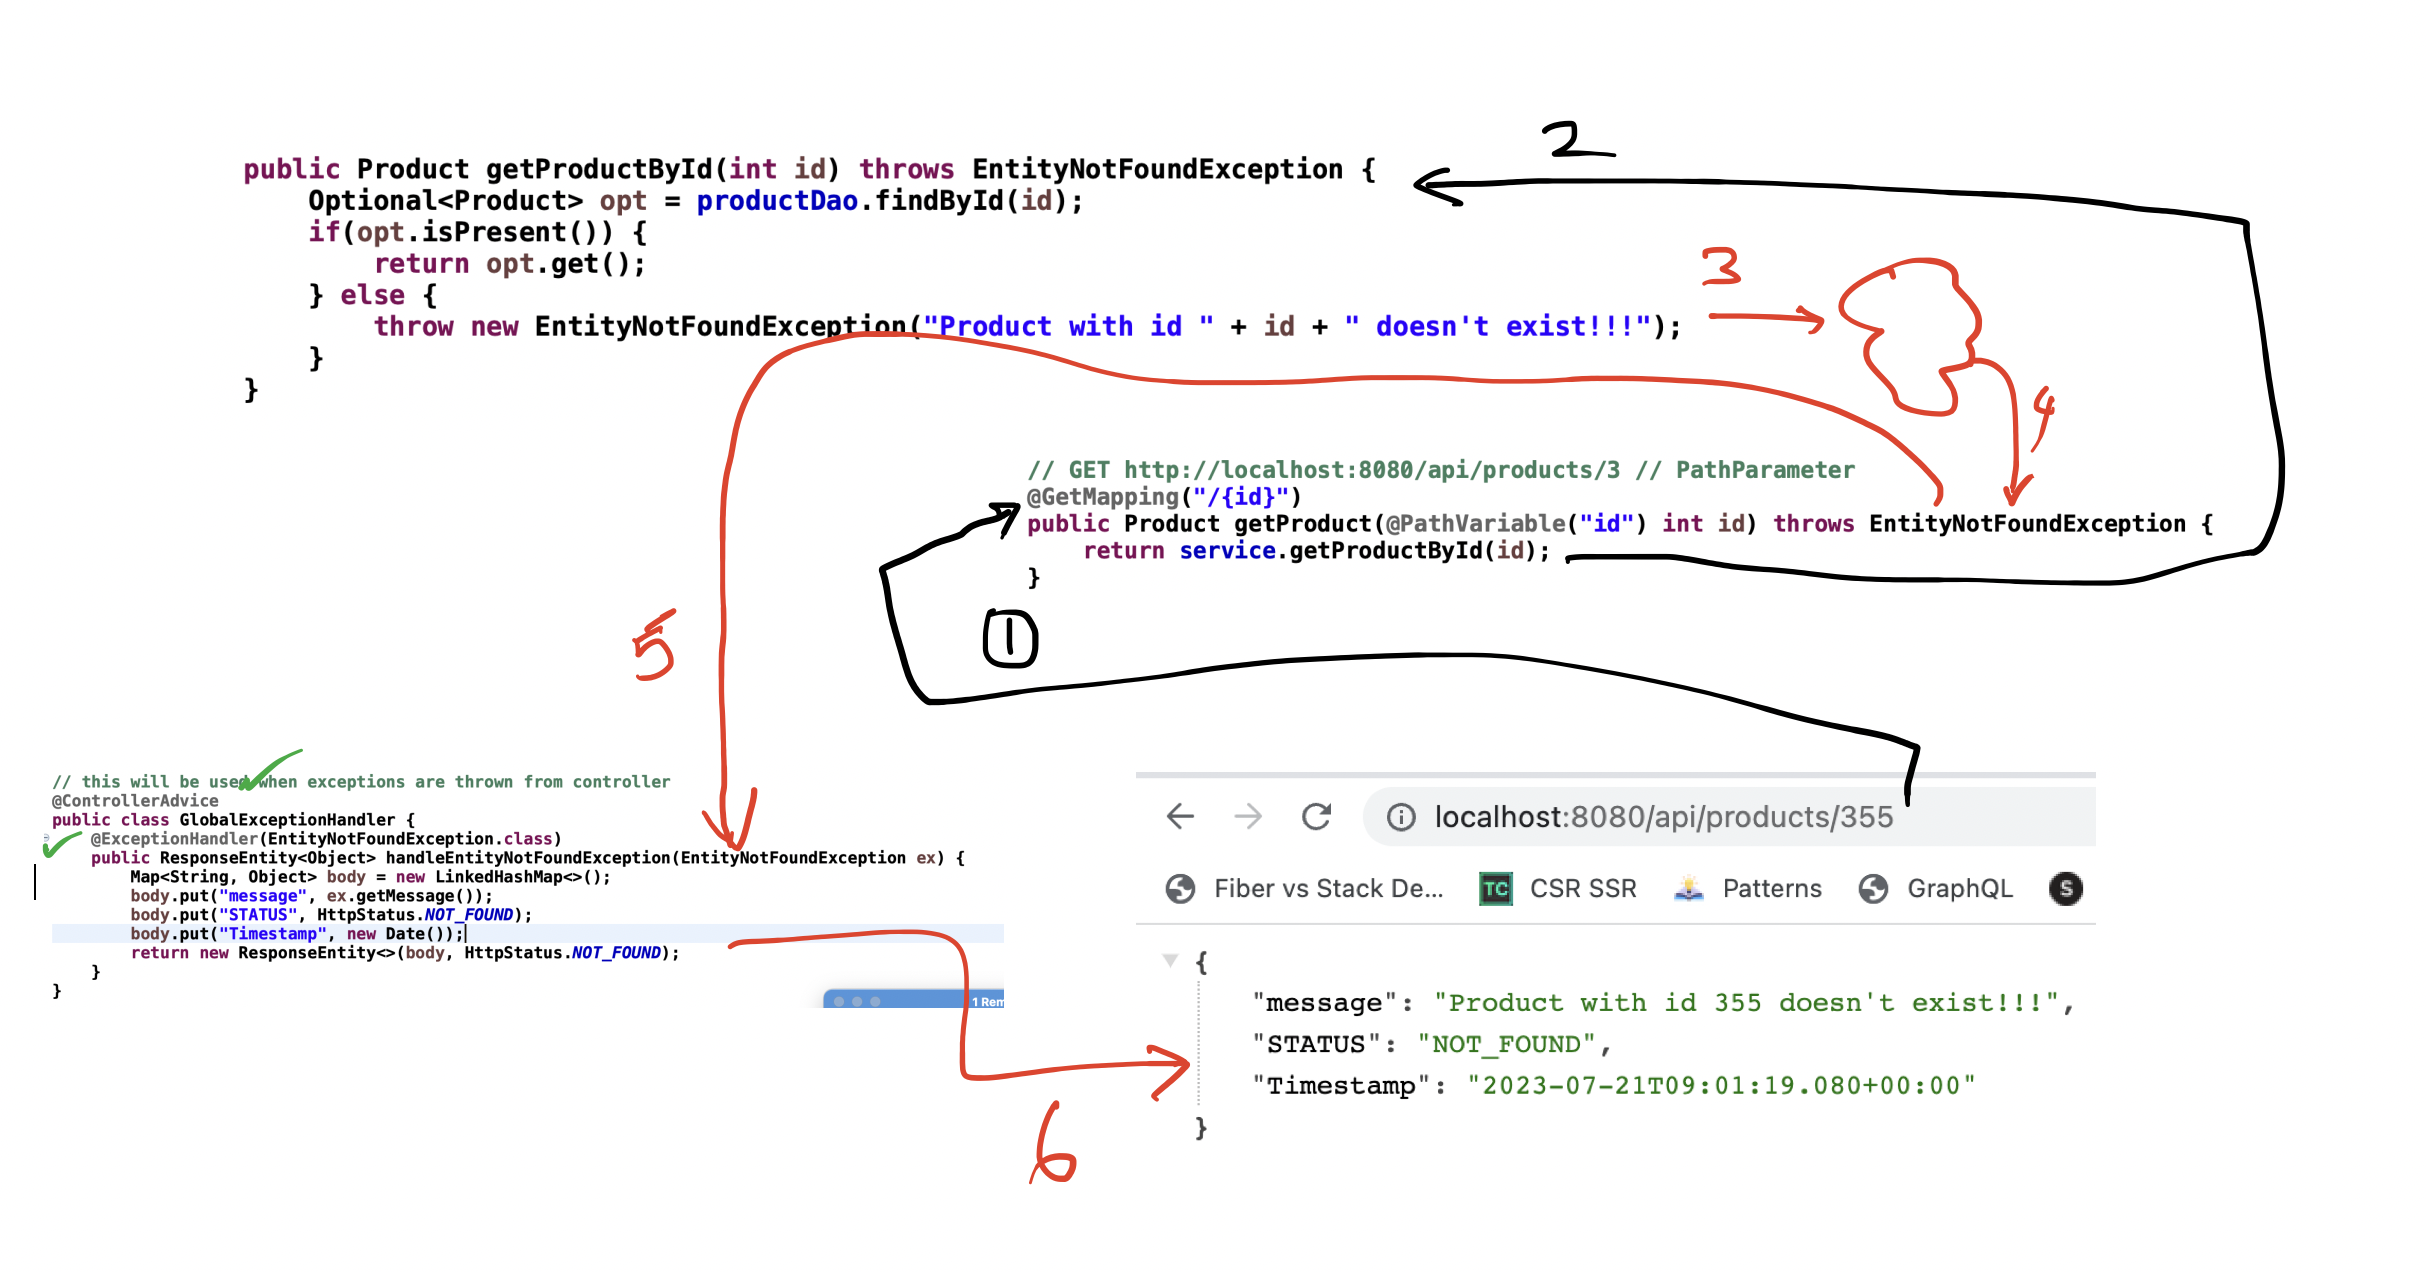 2
public Product getProductById(int id) throws EntityNotFoundException {
Optional<Product> opt = productDao.findById(id);
if(opt.isPresent()) {
return opt.get();
} else {
throw new EntityNotFoundException("Product with id " + id + " doesn't exist!!!");
}
}
3
4
// GET http://localhost:8080/api/products/3 // PathParameter
@GetMapping("/{id}")
public Product getProduct(@PathVariable("id") int id) throws EntityNotFoundException {
return service.getProductById(id);
}
1
5
// this will be used when exceptions are thrown from controller
@ControllerAdvice
public class GlobalExceptionHandler {
@ExceptionHandler(EntityNotFoundException.class)
public ResponseEntity<Object> handleEntityNotFoundException(EntityNotFoundException ex) {
Map<String, Object> body = new LinkedHashMap<>();
body.put("message", ex.getMessage());
body.put("STATUS", HttpStatus.NOT_FOUND);
body.put("Timestamp", new Date());
return new ResponseEntity<>(body, HttpStatus.NOT_FOUND);
}
}
1 Rem
6
localhost:8080/api/products/355
Fiber vs Stack De... TC CSR SSR Patterns GraphQL S
{
"message": "Product with id 355 doesn't exist!!!",
"STATUS": "NOT_FOUND",
"Timestamp": "2023-07-21T09:01:19.080+00:00"
}